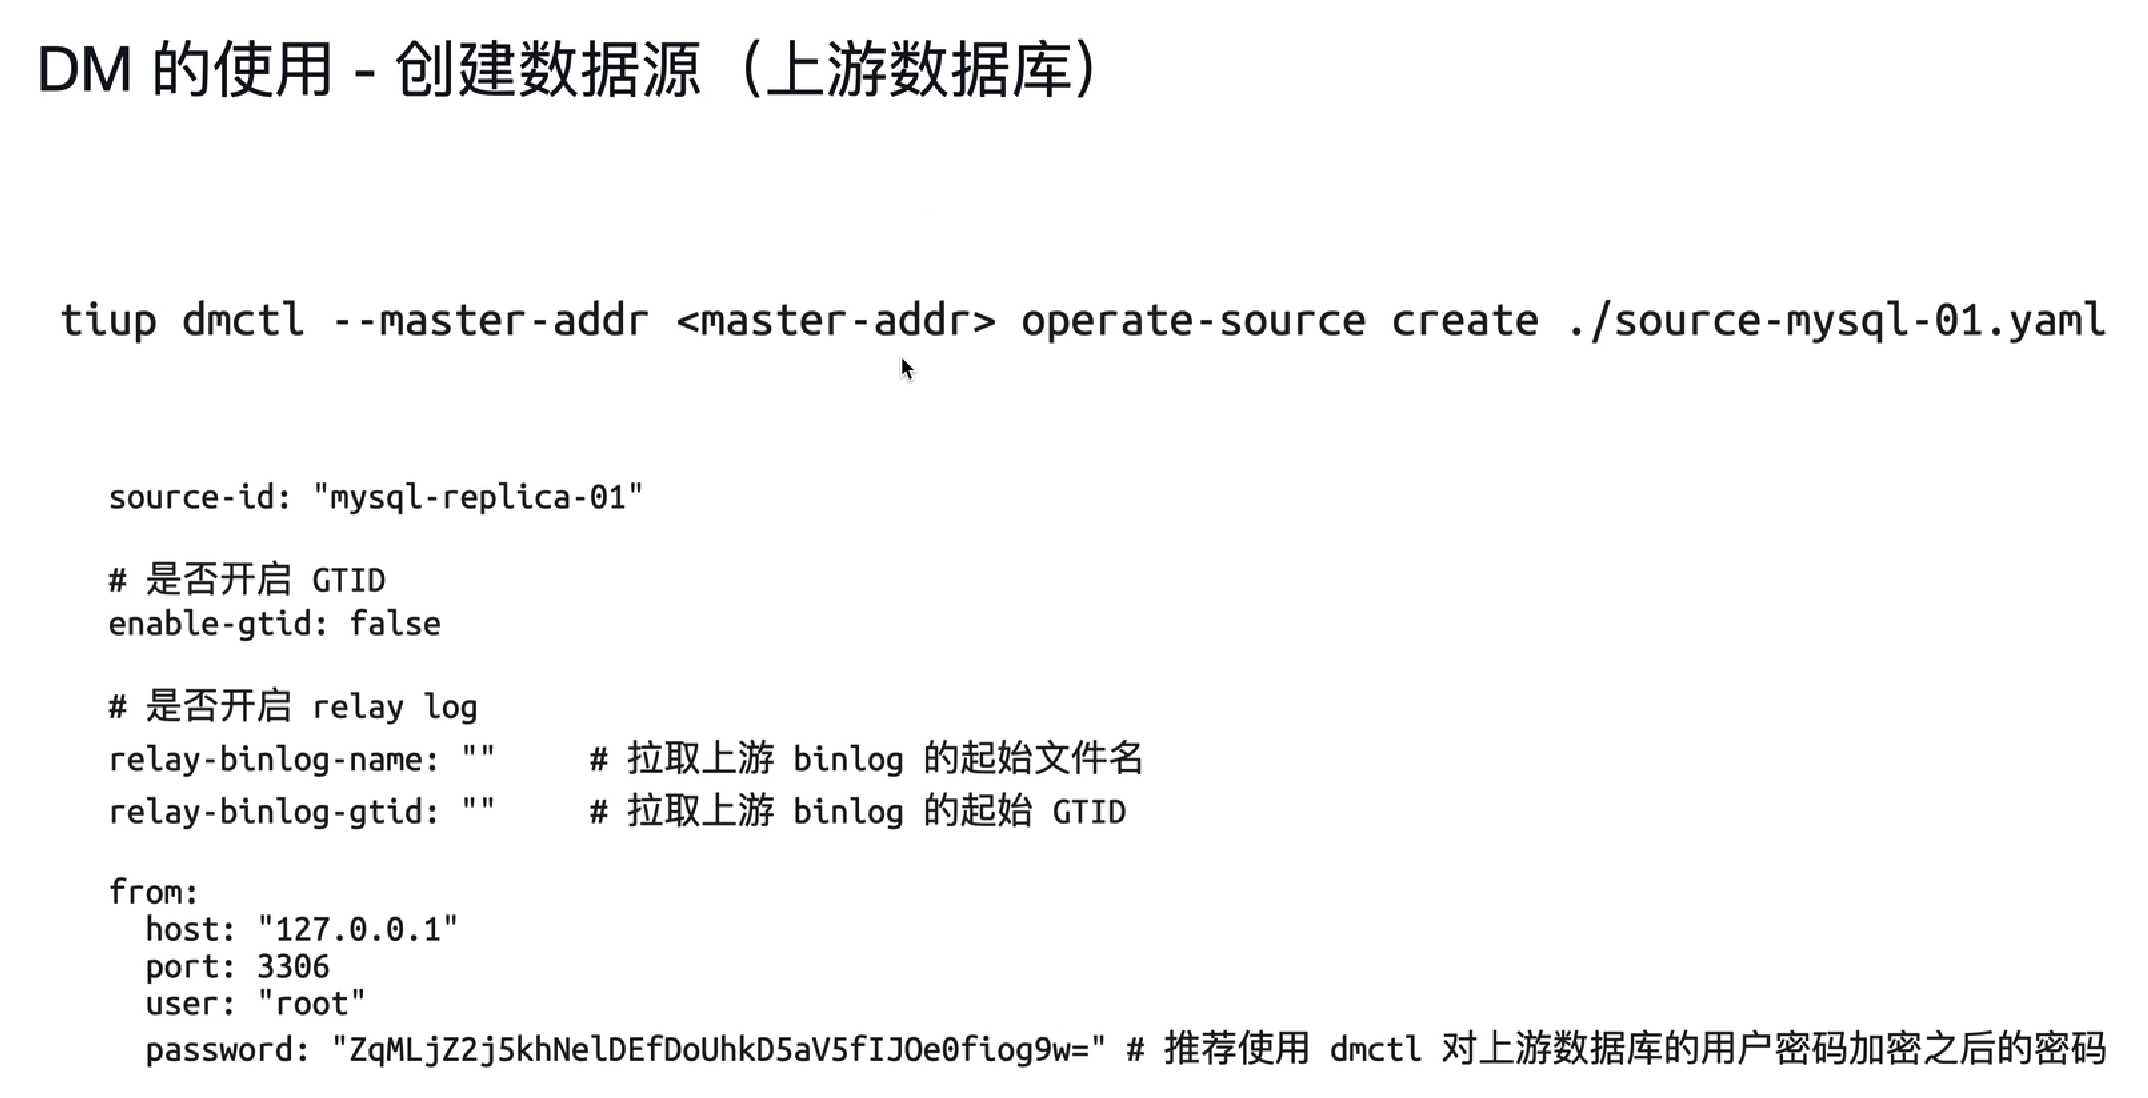 DM 的使用 - 创建数据源（上游数据库）
tiup dmctl --master-addr <master-addr> operate-source create ./source-mysql-01.yaml
source-id: "mysql-replica-01"
# 是否开启 GTID
enable-gtid: false
# 是否开启 relay log
relay-binlog-name: "" # 拉取上游 binlog 的起始文件名
relay-binlog-gtid: "" # 拉取上游 binlog 的起始 GTID
from:
host: "127.0.0.1"
port: 3306
user: "root"
password: "ZqMLjZ2j5khNelDEfDoUhkD5aV5fIJOe0fiog9w=" # 推荐使用 dmctl 对上游数据库的用户密码加密之后的密码